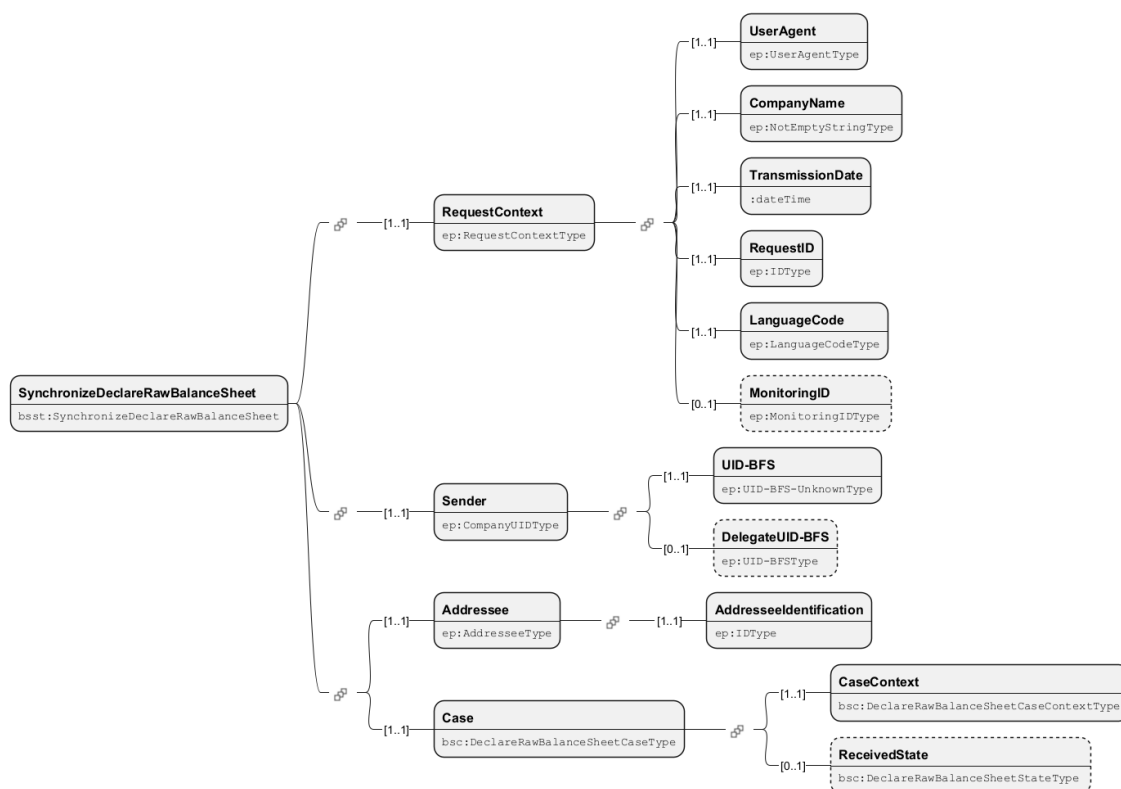 UserAgent
[1..1]
ep:UserAgentType
CompanyName
[1..1]
ep:NotEmptyStringType
TransmissionDate
[1..1]
:dateTime
RequestContext
[1..1]
ep:RequestContextType
RequestID
[1..1]
ep:IDType
LanguageCode
[1..1]
ep:LanguageCodeType
MonitoringID
[0..1]
ep:MonitoringIDType
SynchronizeDeclareRawBalanceSheet
bsst:SynchronizeDeclareRawBalanceSheet
UID-BFS
[1..1]
ep:UID-BFS-UnknownType
Sender
[1..1]
ep:CompanyUIDType
DelegateUID-BFS
[0..1]
ep:UID-BFSType
Addressee
[1..1]
ep:AddresseeType
AddresseeIdentification
[1..1]
ep:IDType
CaseContext
[1..1]
bsc:DeclareRawBalanceSheetCaseContextType
Case
[1..1]
bsc:DeclareRawBalanceSheetCaseType
ReceivedState
[0..1]
bsc:DeclareRawBalanceSheetStateType